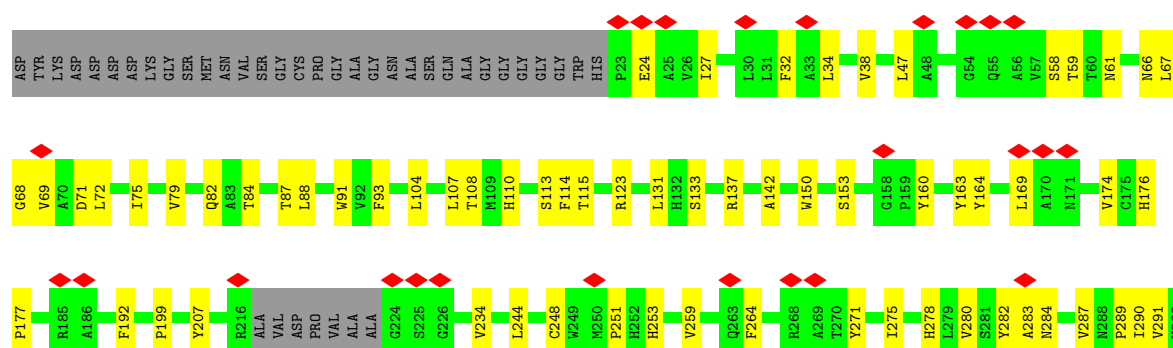 ASP TYR LYS ASP ASP ASP ASP LYS GLY SER MET ASN VAL SER GLY CYS PRO GLY ALA GLY ASN ALA SER GLN ALA GLY GLY GLY GLY GLY TRP HIS P23 E24 A25 V26 I27 L30 L31 F32 A33 L34 V38 L47 A48 G54 Q55 A56 V57 S58 T59 T60 N61 N66 L67
G68 V69 A70 D71 L72 I75 V79 Q82 A83 T84 T87 L88 W91 V92 F93 L104 L107 T108 M109 H110 S113 F114 T115 R123 L131 H132 S133 R137 A142 W150 S153 G158 P159 Y160 Y163 Y164 L169 A170 N171 V174 C175 H176
P177 R185 A186 F192 P199 Y207 R216 ALA VAL ASP PRO VAL ALA ALA G224 S225 G226 V234 L244 C248 W249 M250 P251 H252 H253 V259 Q263 F264 R268 A269 T270 Y271 I275 H278 L279 V280 S281 Y282 A283 N284 V287 N288 P289 I290 V291